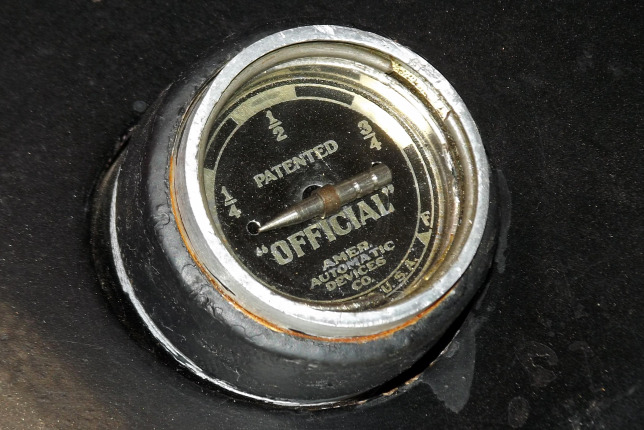 1/4
1/2
3/4
F
PATENTED
"OFFICIAL"
AMER.
AUTOMATIC
DEVICES
CO.
U.S.A.